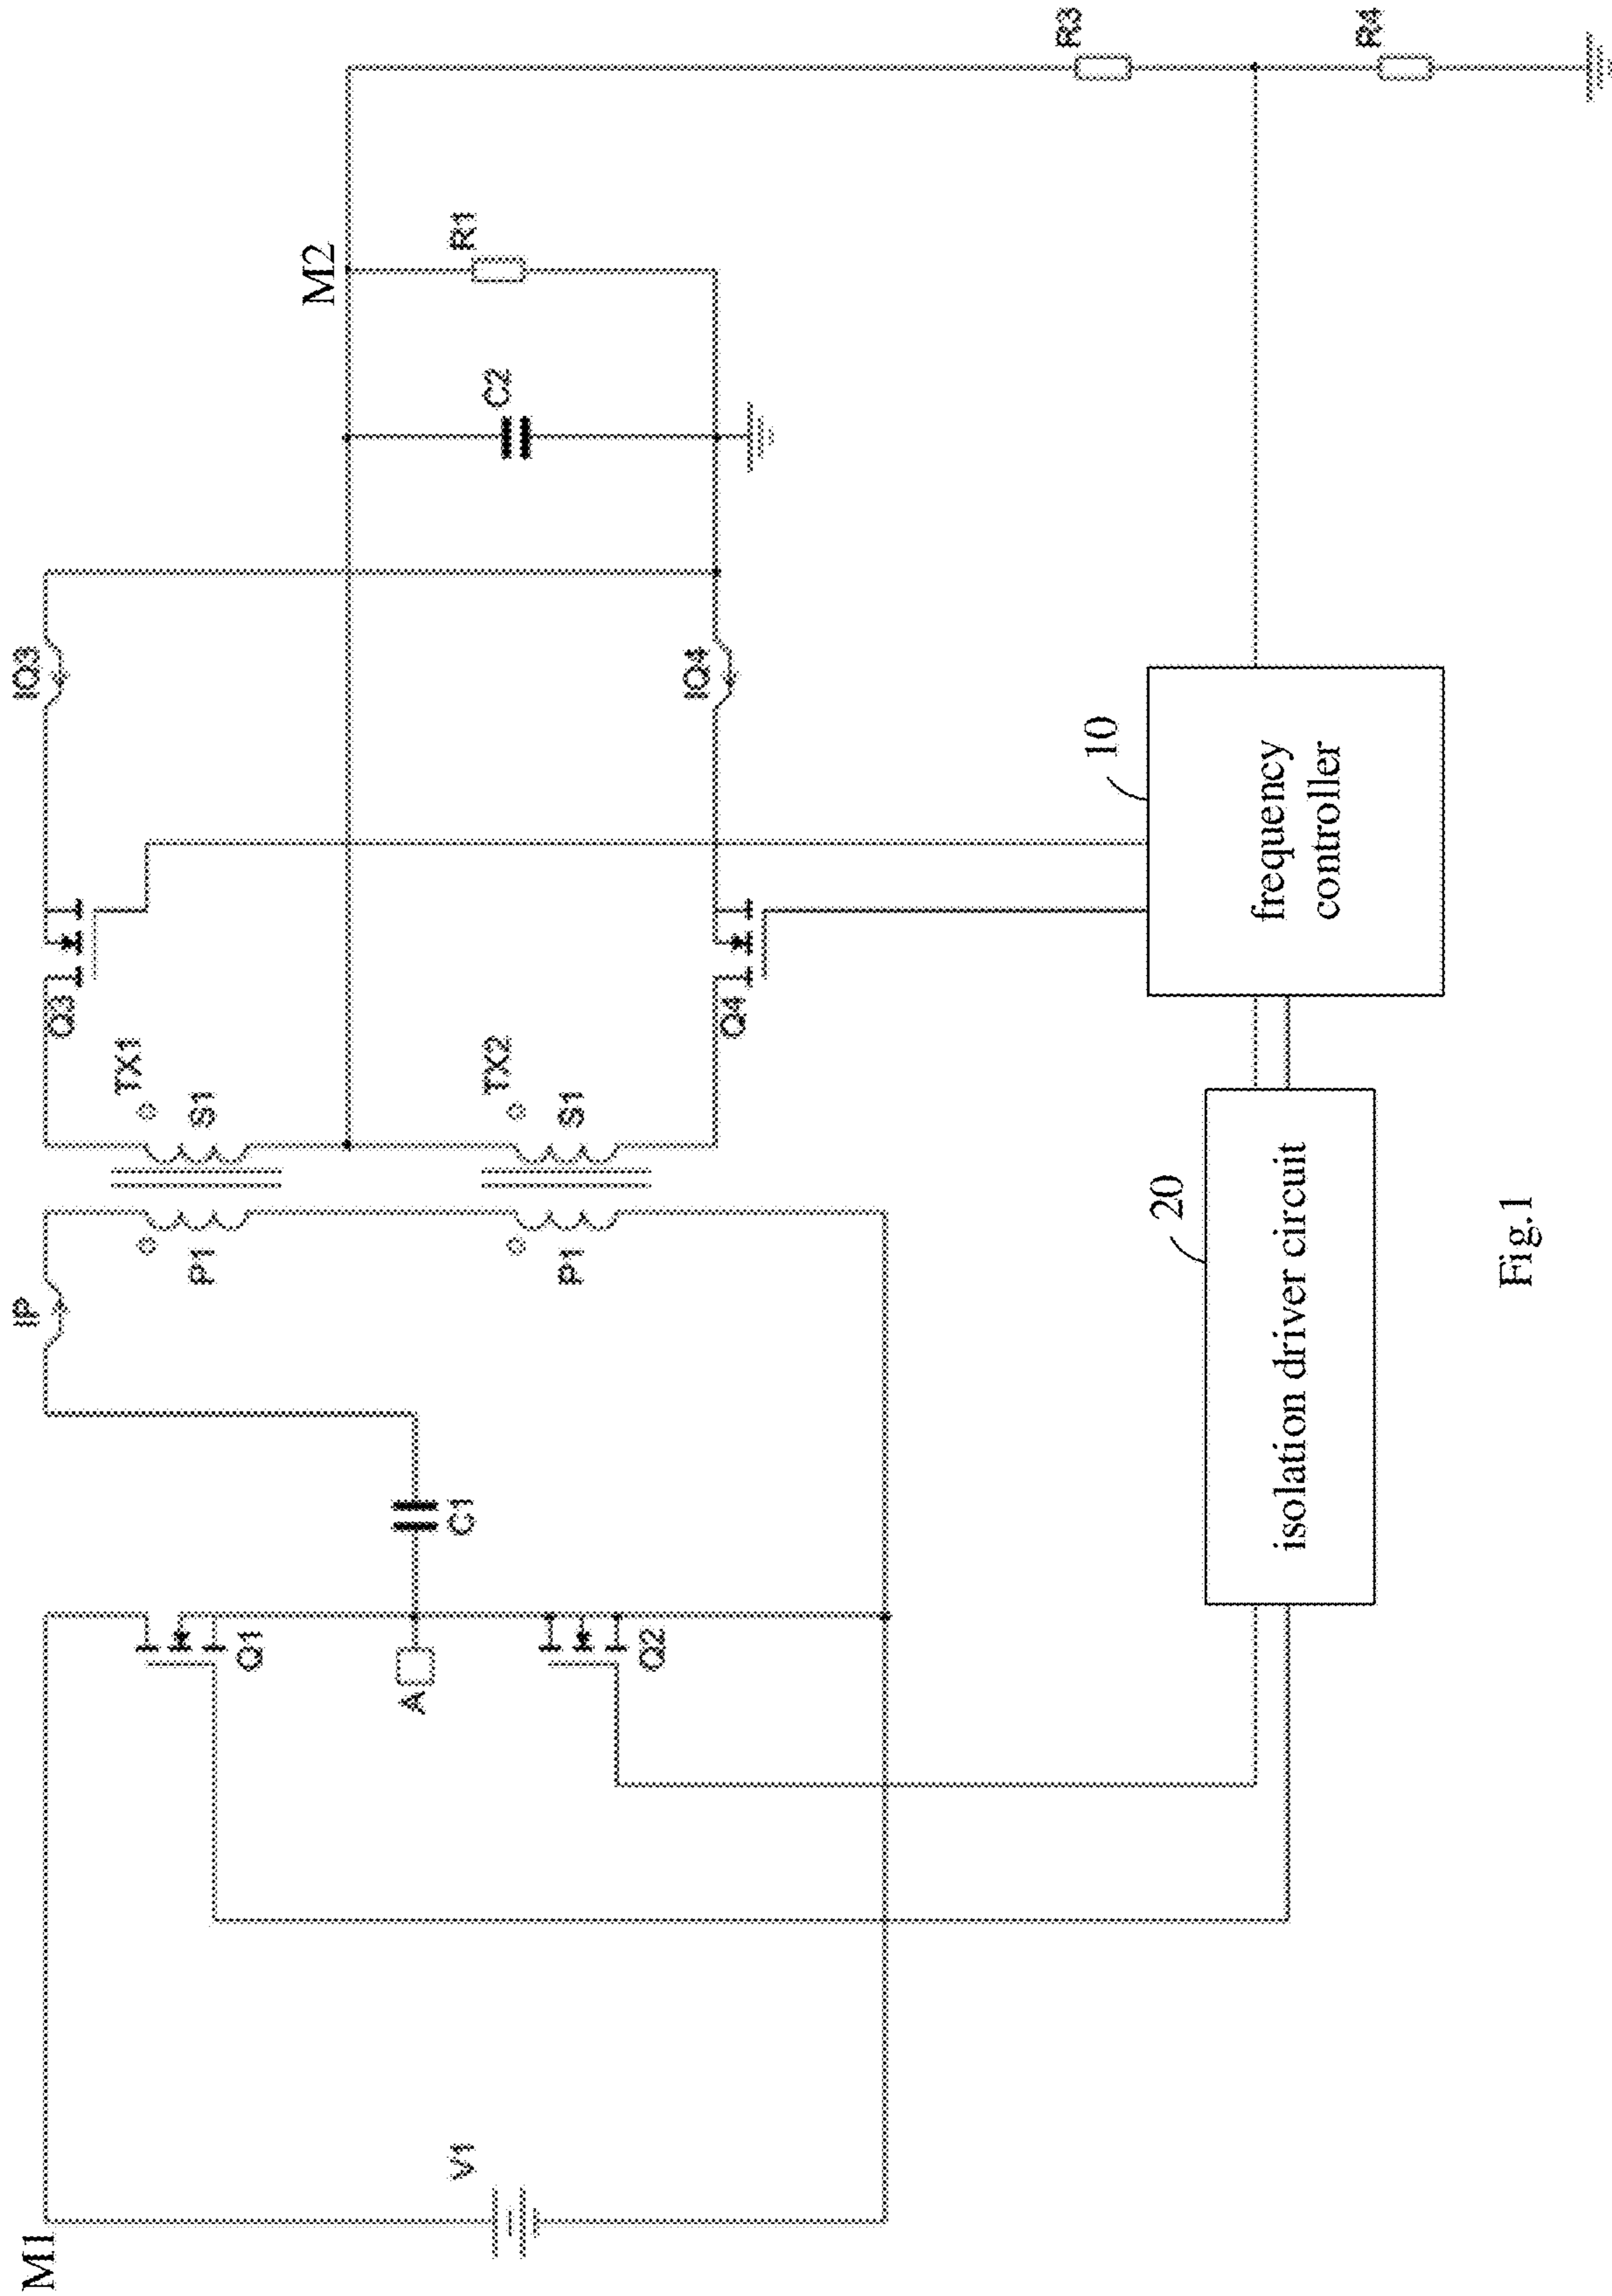 M1
V1
Q1
A
Q2
C1
IP
P1
P1
TX1
S1
TX2
S1
Q3
Q4
IQ3
IQ4
M2
C2
R1
R3
R4
10
frequency
controller
20
isolation driver circuit
Fig.1